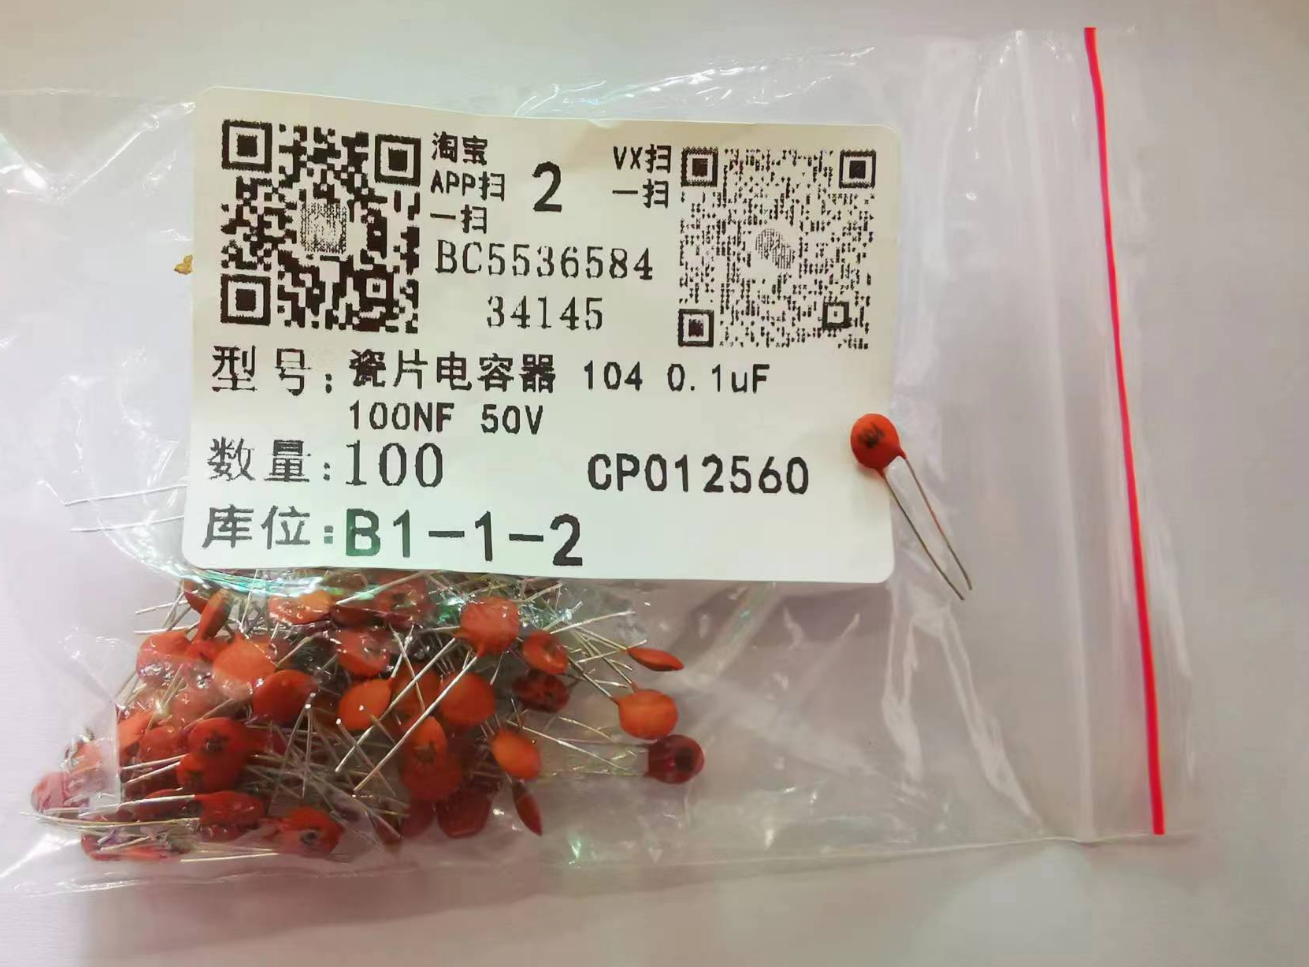 淘宝
APP扫
一扫
2
VX扫
一扫
BC5536584
34145
型号:瓷片电容器 104 0.1uF
100NF 50V
数量:100 CP012560
库位:B1-1-2